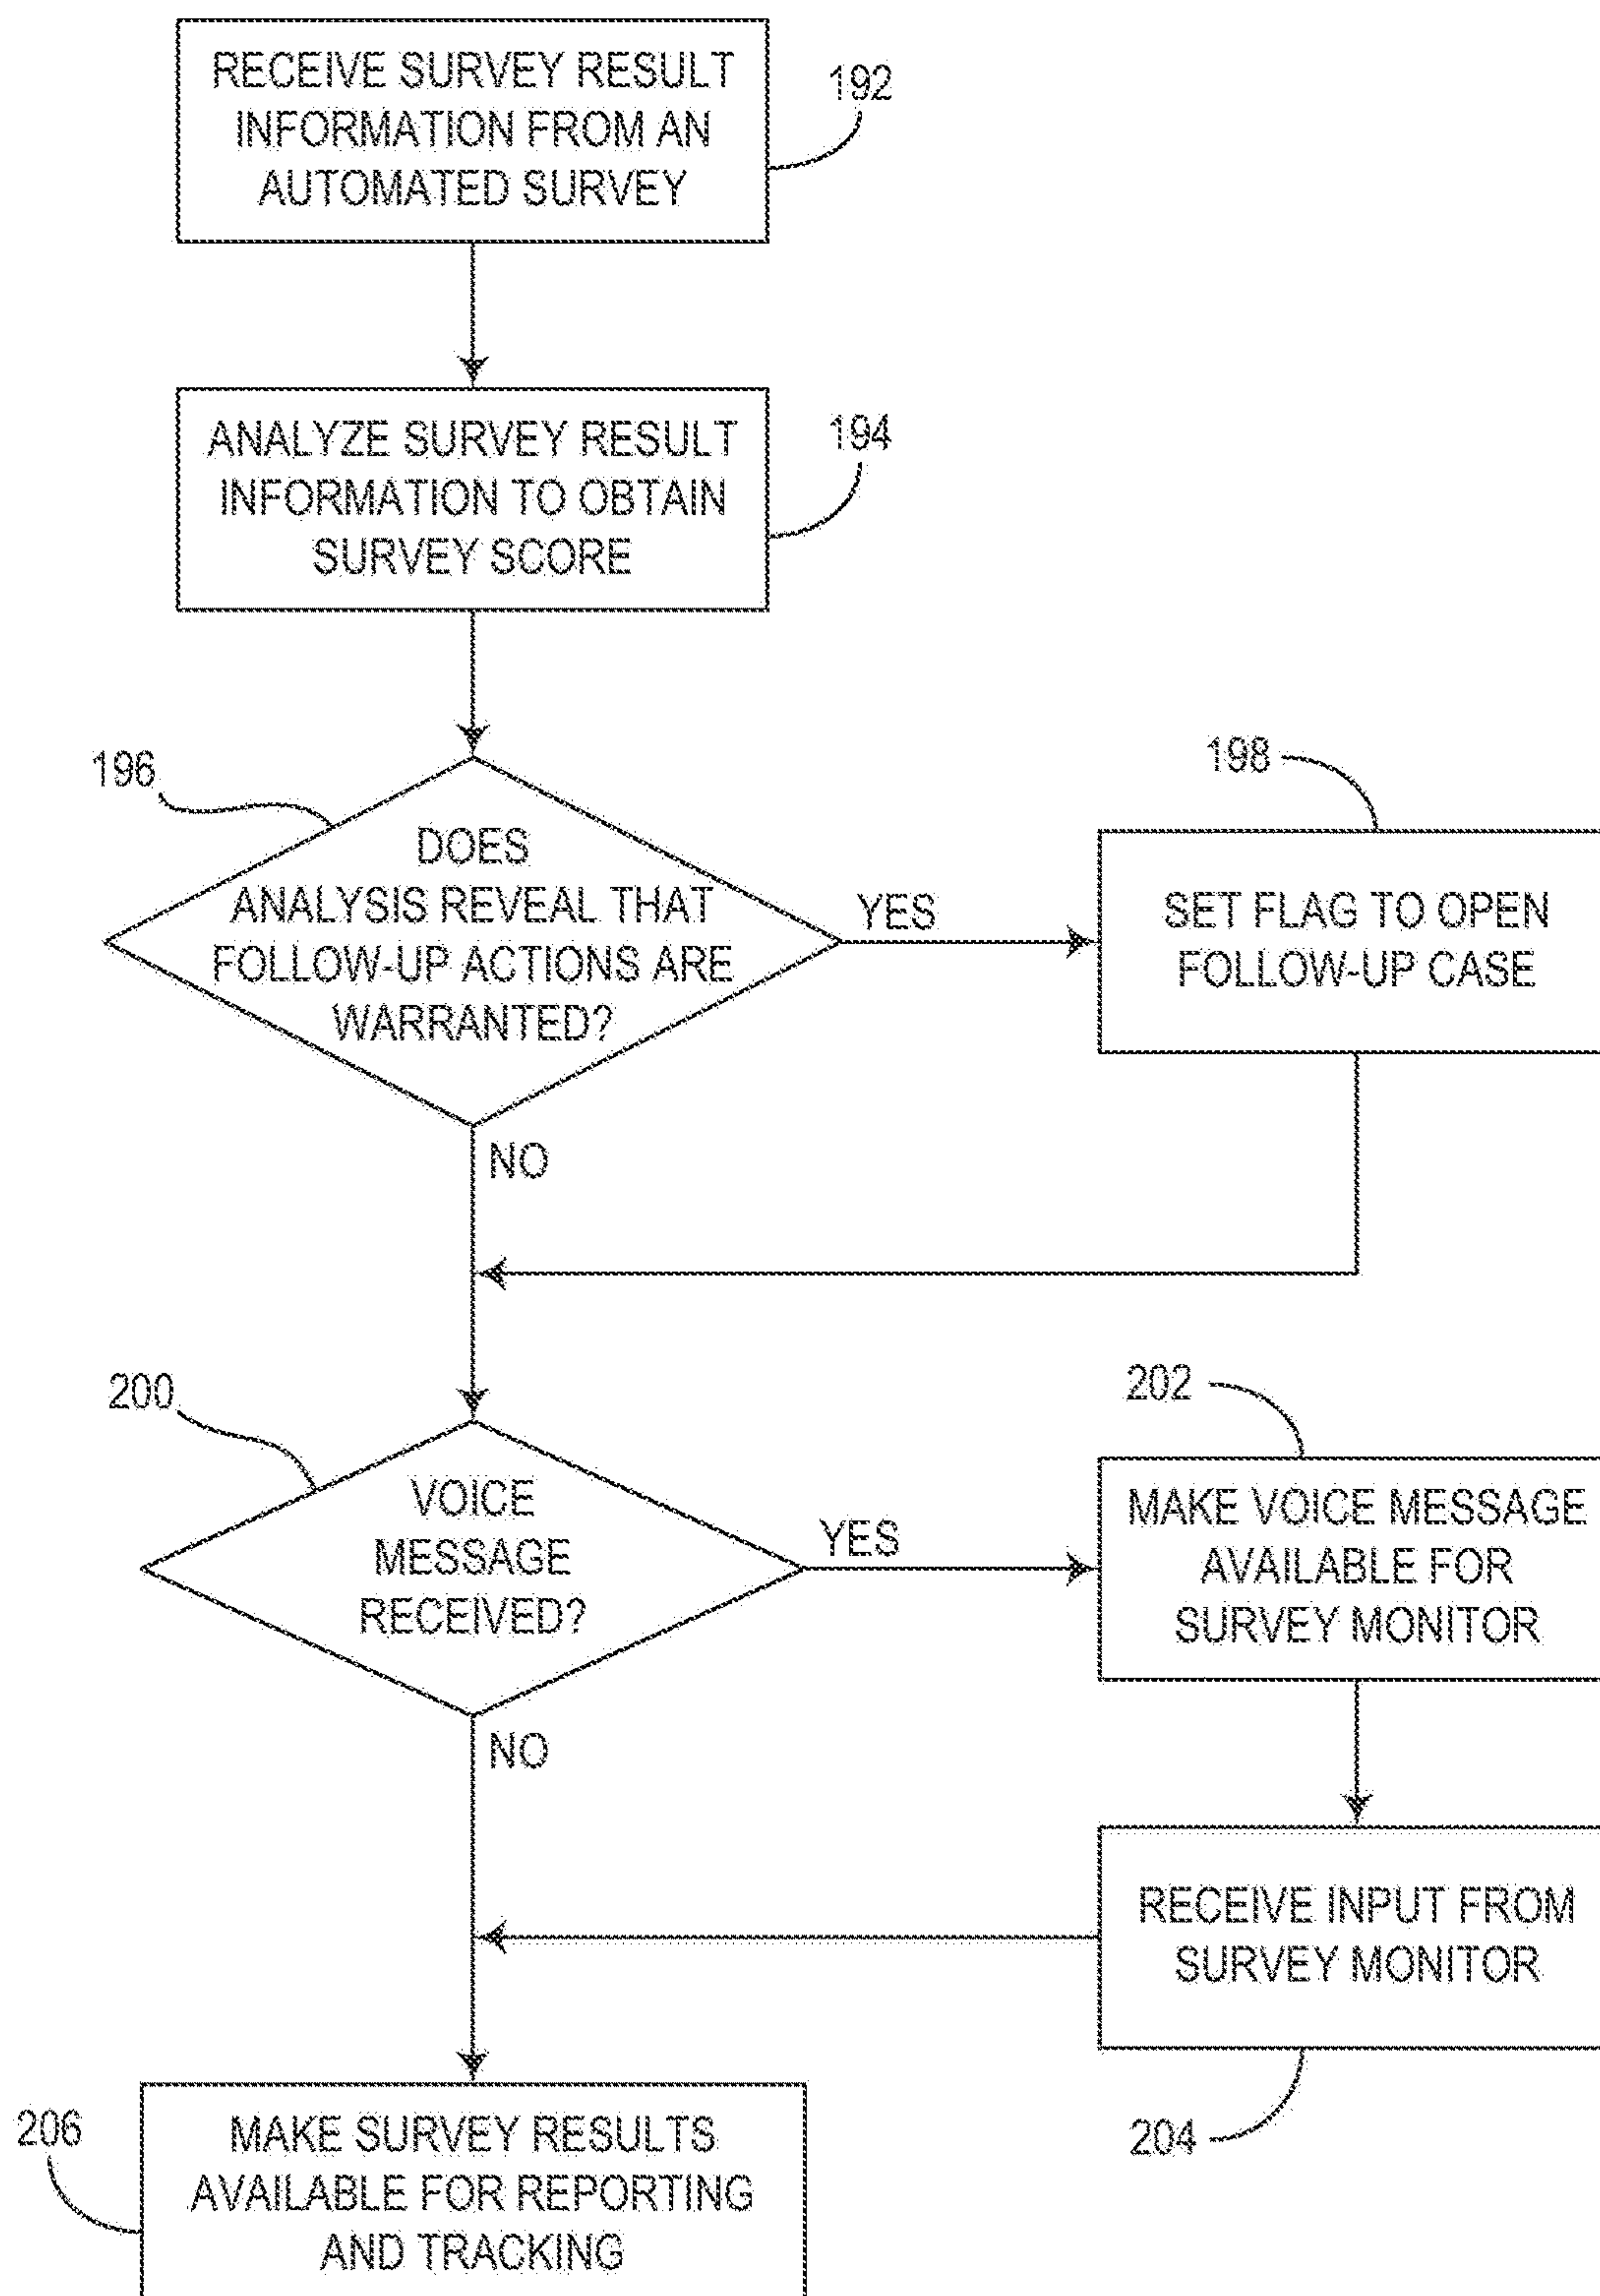 RECEIVE SURVEY RESULT
INFORMATION FROM AN
AUTOMATED SURVEY
192
ANALYZE SURVEY RESULT
INFORMATION TO OBTAIN
SURVEY SCORE
194
196
DOES
ANALYSIS REVEAL THAT
FOLLOW-UP ACTIONS ARE
WARRANTED?
YES
198
SET FLAG TO OPEN
FOLLOW-UP CASE
NO
200
VOICE
MESSAGE
RECEIVED?
YES
202
MAKE VOICE MESSAGE
AVAILABLE FOR
SURVEY MONITOR
NO
RECEIVE INPUT FROM
SURVEY MONITOR
204
206
MAKE SURVEY RESULTS
AVAILABLE FOR REPORTING
AND TRACKING